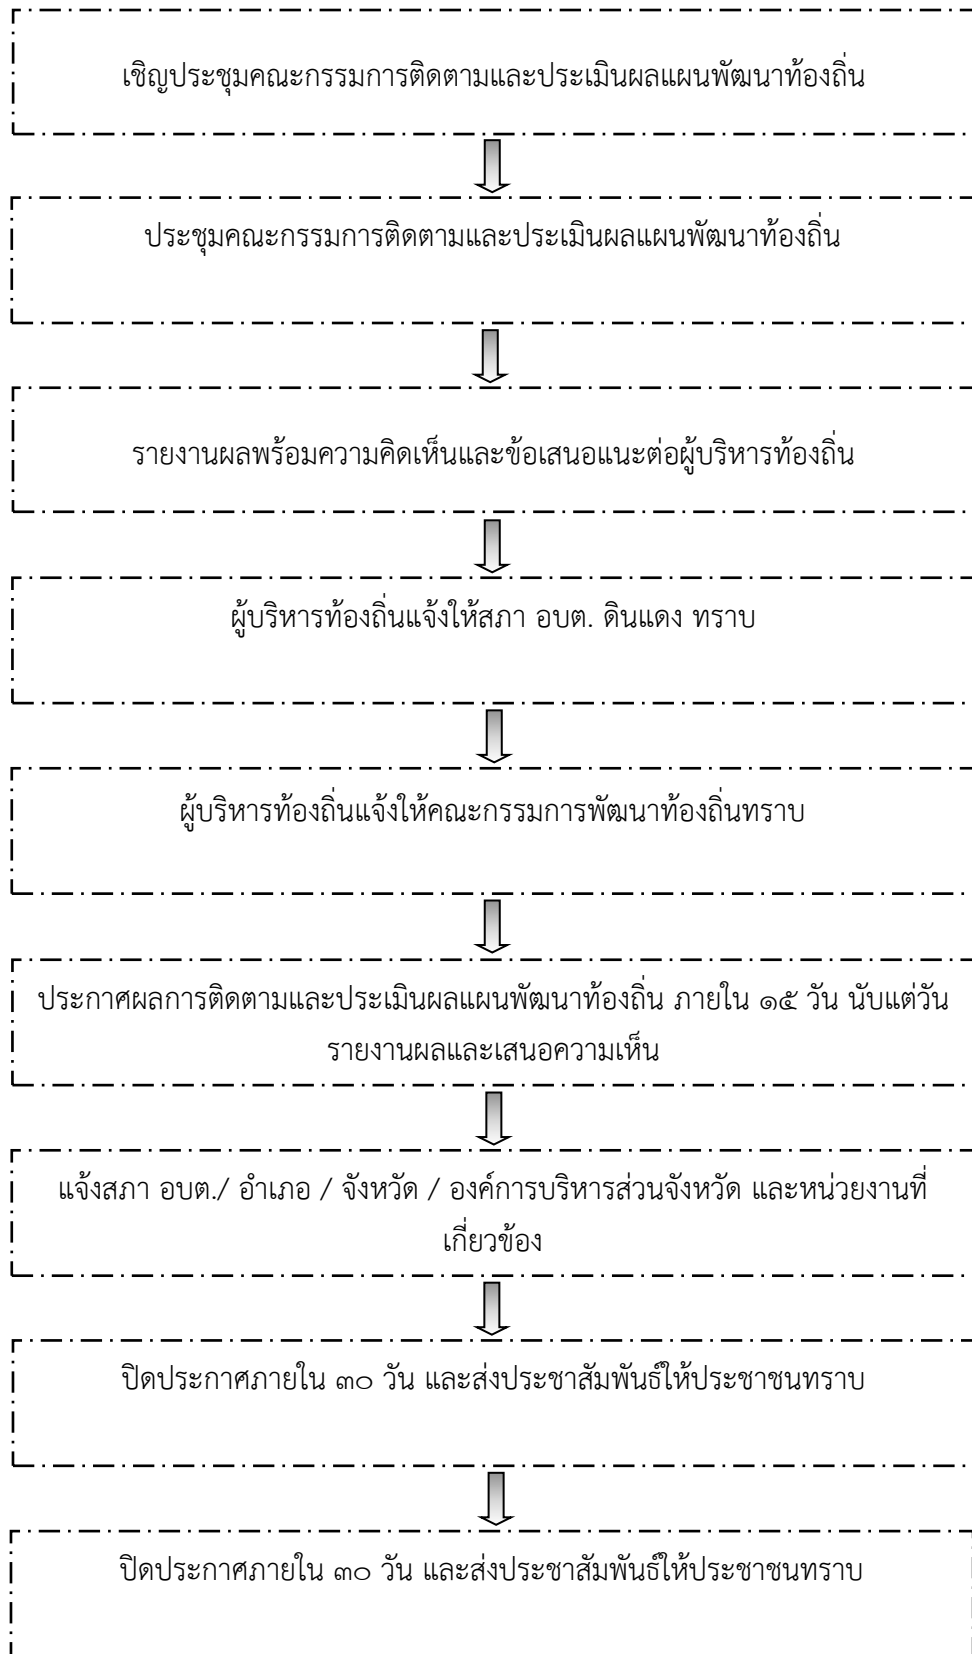 เชิญประชุมคณะกรรมการติดตามและประเมินผลแผนพัฒนาท้องถิ่น
ประชุมคณะกรรมการติดตามและประเมินผลแผนพัฒนาท้องถิ่น
รายงานผลพร้อมความคิดเห็นและข้อเสนอแนะต่อผู้บริหารท้องถิ่น
ผู้บริหารท้องถิ่นแจ้งให้สภา อบต. ดินแดง ทราบ
ผู้บริหารท้องถิ่นแจ้งให้คณะกรรมการพัฒนาท้องถิ่นทราบ
ประกาศผลการติดตามและประเมินผลแผนพัฒนาท้องถิ่น ภายใน ๑๕ วัน นับแต่วัน
รายงานผลและเสนอความเห็น
แจ้งสภา อบต./ อำเภอ / จังหวัด / องค์การบริหารส่วนจังหวัด และหน่วยงานที่
เกี่ยวข้อง
ปิดประกาศภายใน ๓๐ วัน และส่งประชาสัมพันธ์ให้ประชาชนทราบ
ปิดประกาศภายใน ๓๐ วัน และส่งประชาสัมพันธ์ให้ประชาชนทราบ